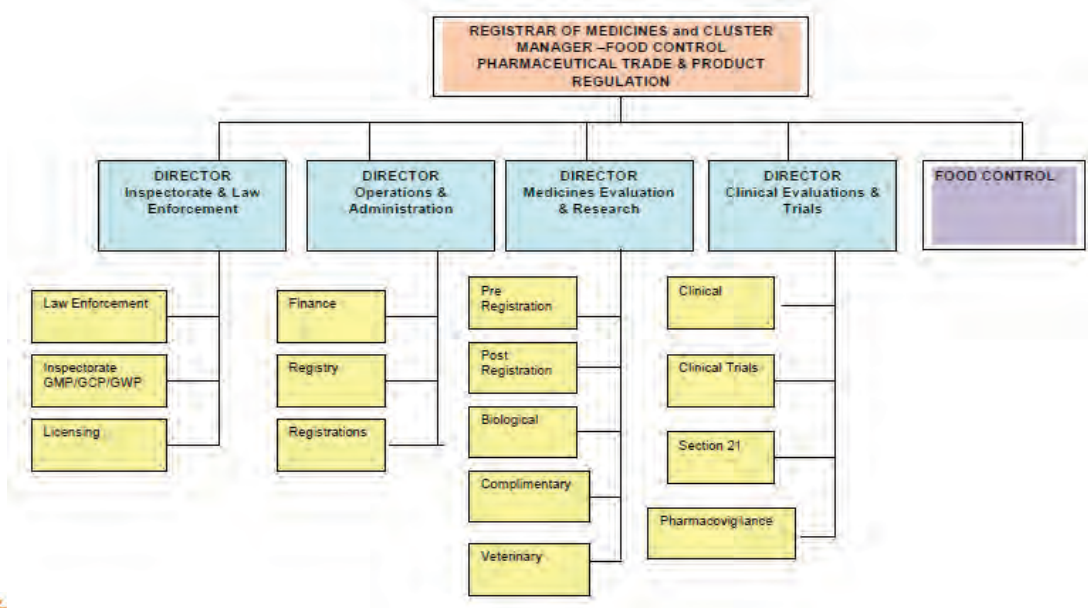 REGISTRAR OF MEDICINES and CLUSTER
MANAGER –FOOD CONTROL
PHARMACEUTICAL TRADE & PRODUCT
REGULATION
DIRECTOR
Inspectorate & Law
Enforcement
DIRECTOR
Operations &
Administration
DIRECTOR
Medicines Evaluation
& Research
DIRECTOR
Clinical Evaluations &
Trials
FOOD CONTROL
Law Enforcement
Inspectorate
GMP/GCP/GWP
Licensing
Finance
Registry
Registrations
Pre
Registration
Post
Registration
Biological
Complimentary
Veterinary
Clinical
Clinical Trials
Section 21
Pharmacovigilance